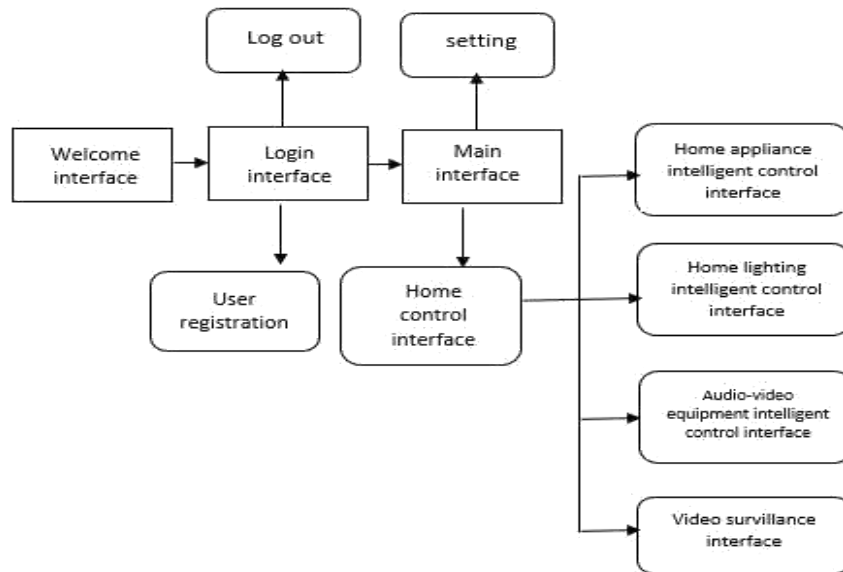 Log out
setting
Welcome
interface
Login
interface
Main
interface
Home appliance
intelligent control
interface
User
registration
Home
control
interface
Home lighting
intelligent control
interface
Audio-video
equipment intelligent
control interface
Video survillance
interface